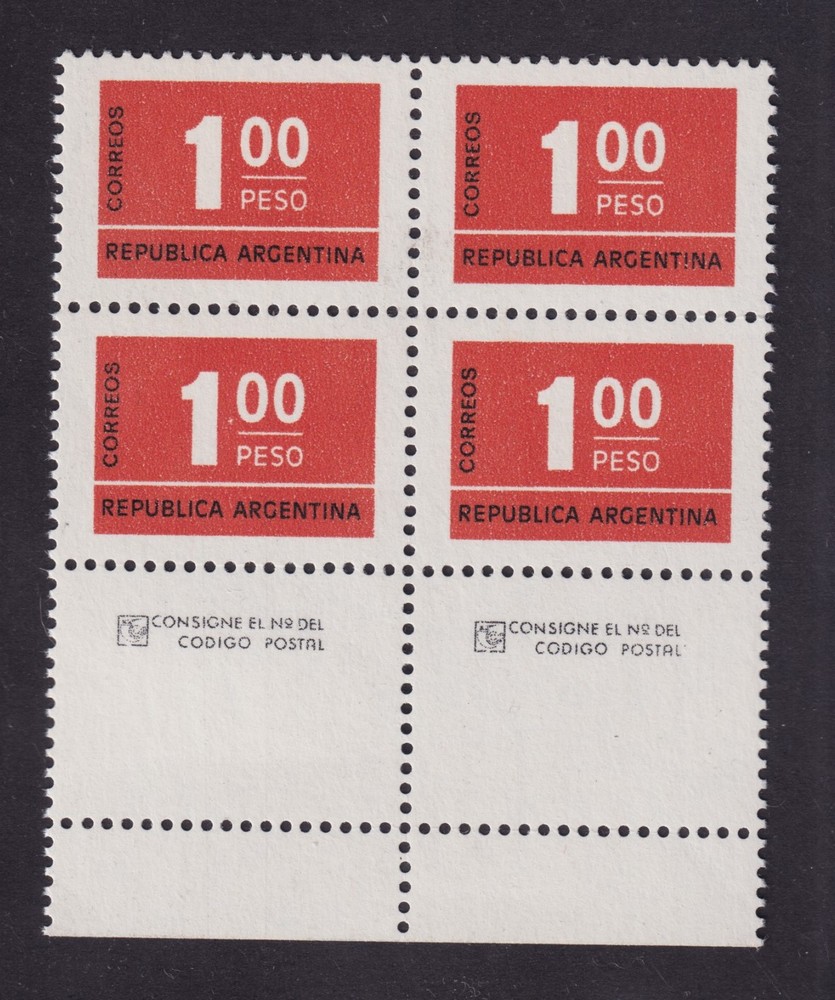 CORREOS
1 00
PESO
REPUBLICA ARGENTINA
CORREOS
1 00
PESO
REPUBLICA ARGENTINA
CORREOS
1 00
PESO
REPUBLICA ARGENTINA
CORREOS
1 00
PESO
REPUBLICA ARGENTINA
CONSIGNE EL Nº DEL
CODIGO POSTAL
CONSIGNE EL Nº DEL
CODIGO POSTAL